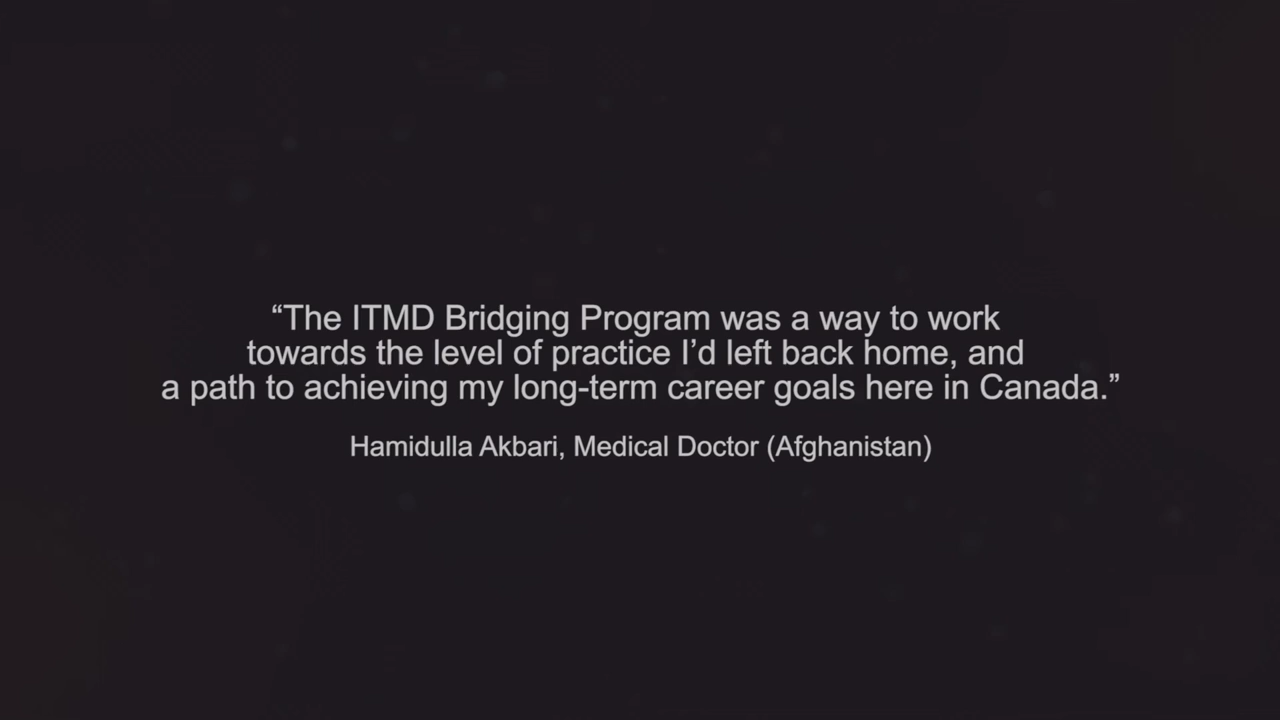 “The ITMD Bridging Program was a way to work
towards the level of practice I’d left back home, and
a path to achieving my long-term career goals here in Canada.”
Hamidulla Akbari, Medical Doctor (Afghanistan)